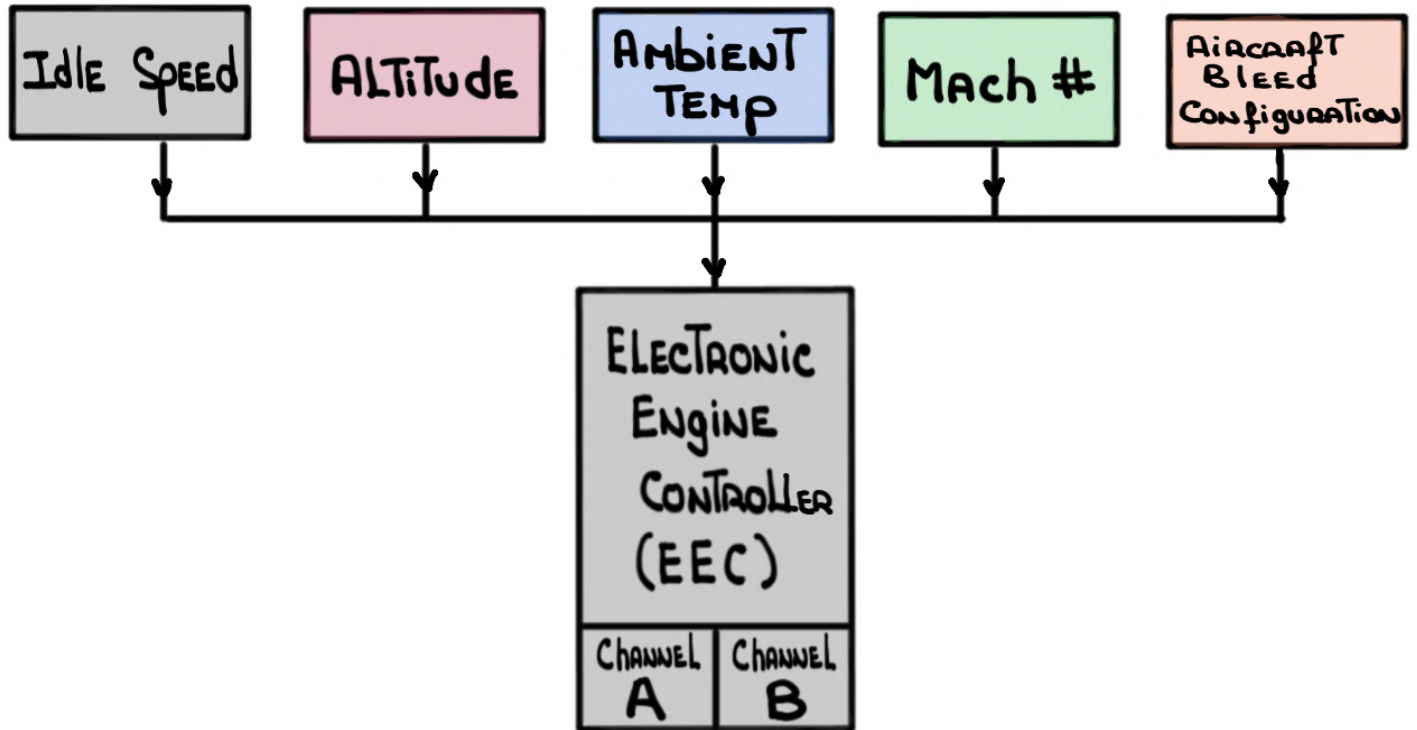 Idle Speed
Altitude
Ambient
Temp
Mach #
Aircraft
Bleed
Configuration
Electronic
Engine
Controller
(EEC)
Channel
A
Channel
B